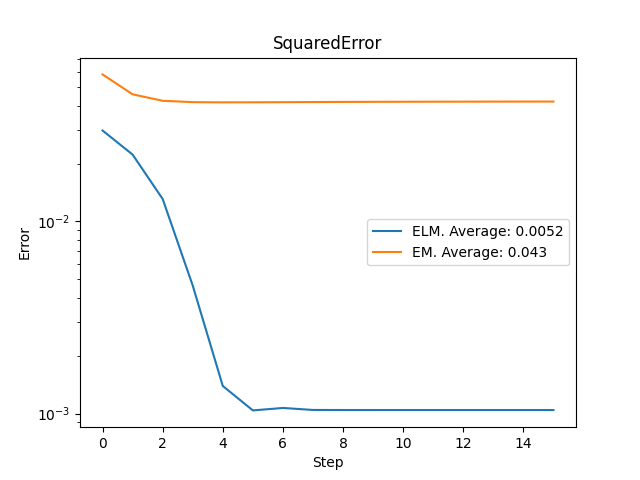 SquaredError
Error
10⁻²
10⁻³
ELM. Average: 0.0052
EM. Average: 0.043
0 2 4 6 8 10 12 14
Step